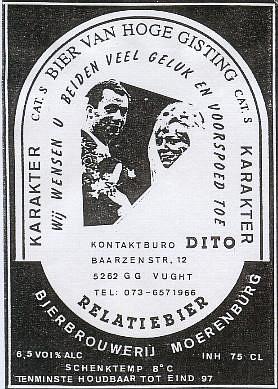 CAT. S BIER VAN HOGE GISTING CAT. S
KARAKTER
WIJ WENSEN U BEIDEN VEEL GELUK EN VOORSPOED TOE
KARAKTER
KONTAKTBURO DITO
BAARZENSTR, 12
5262 GG VUGHT
TEL: 073-6571966
RELATIEBIER
BIERBROUWERIJ MOERENBURG
6,5 VOL% ALC
INH 75 CL
SCHENKTEMP 8°C
TENMINSTE HOUDBAAR TOT EIND 97